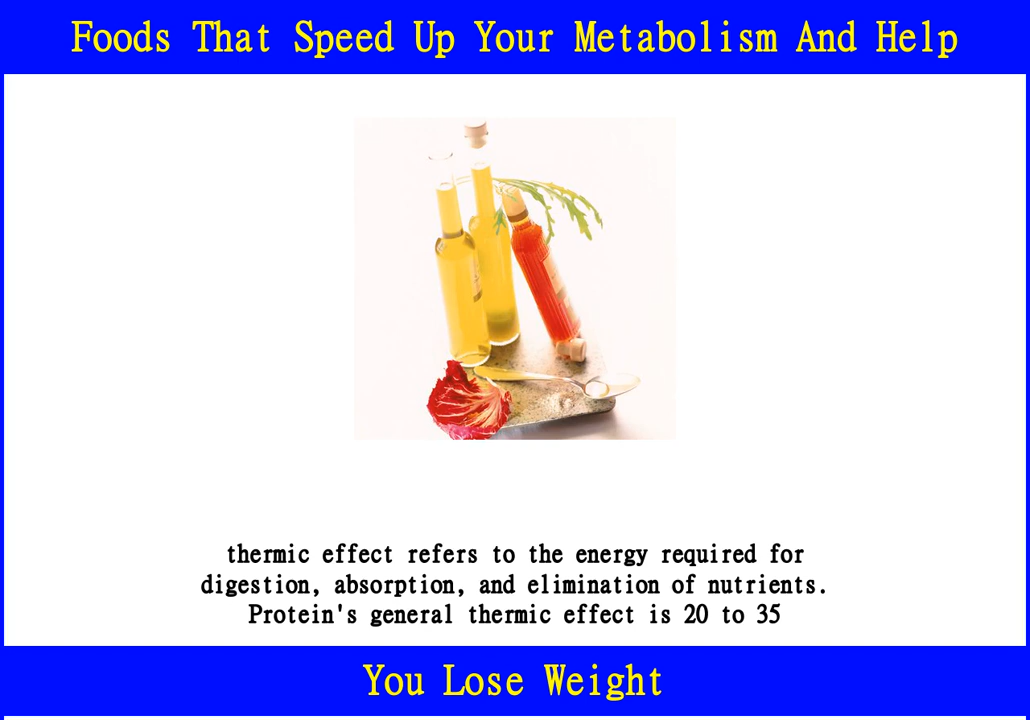 Foods That Speed Up Your Metabolism And Help
thermic effect refers to the energy required for
digestion, absorption, and elimination of nutrients.
Protein's general thermic effect is 20 to 35
You Lose Weight